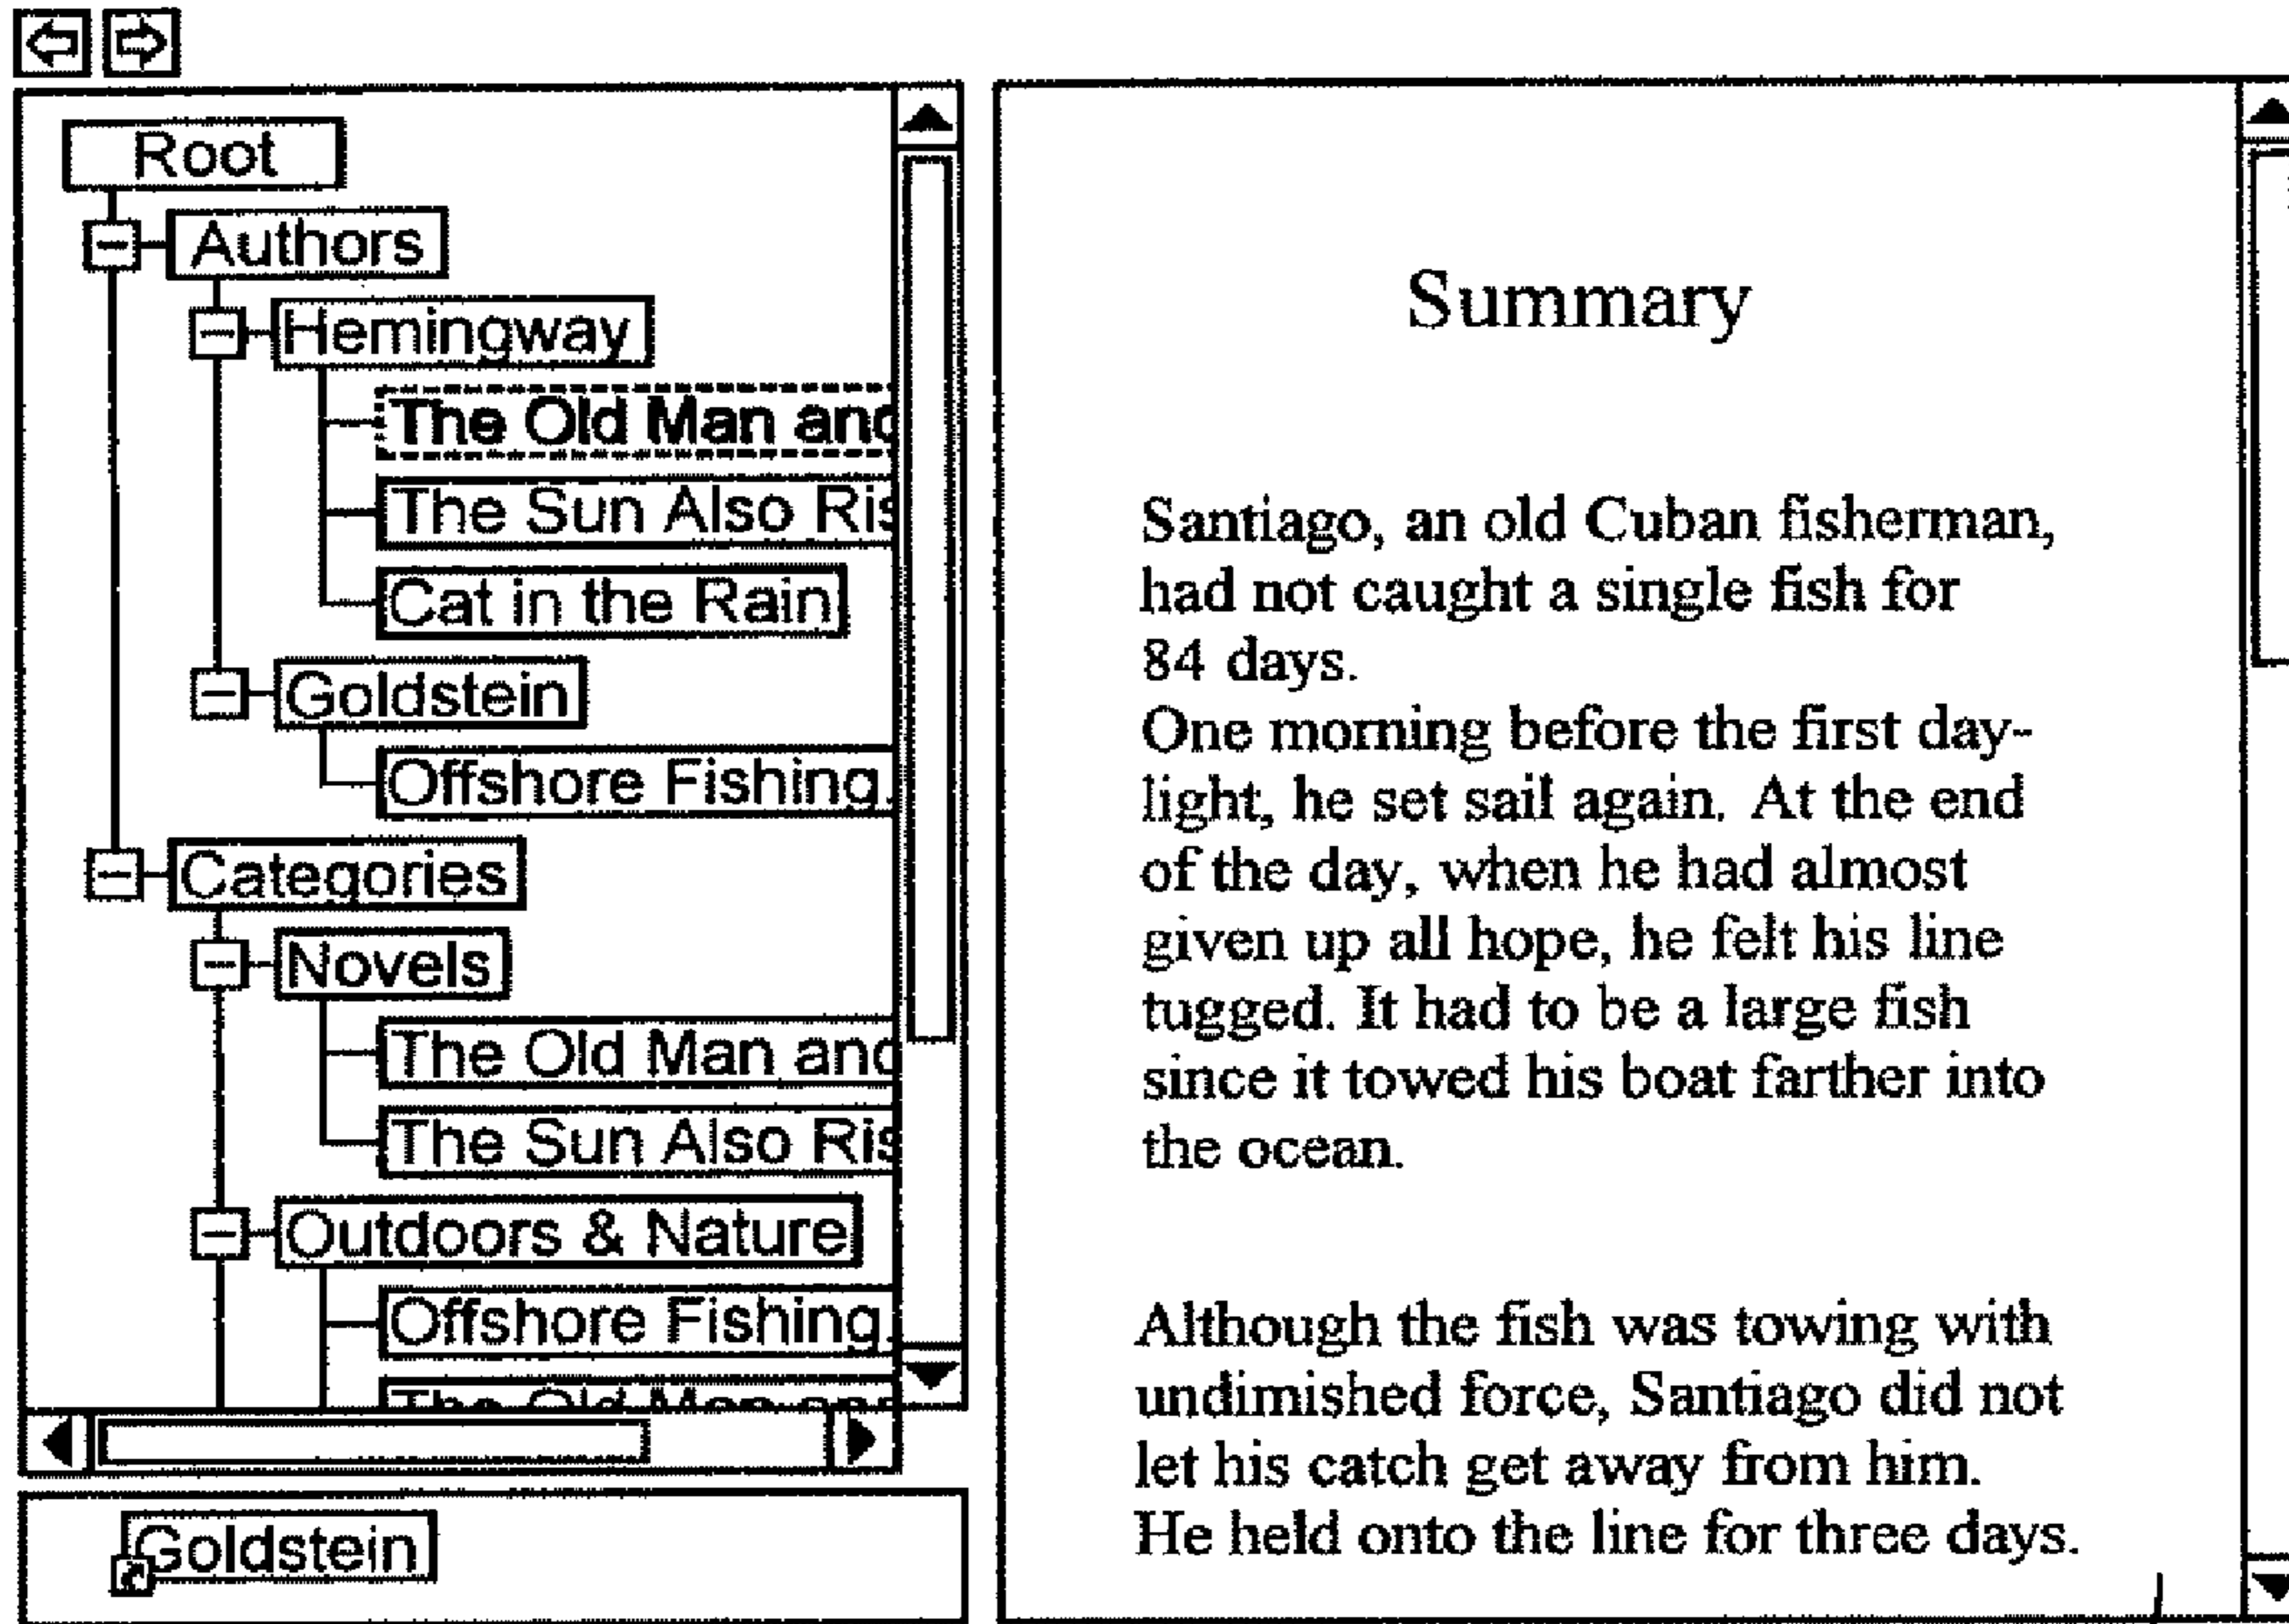 Root
Authors
Hemingway
The Old Man and
The Sun Also Ris
Cat in the Rain
Goldstein
Offshore Fishing
Categories
Novels
The Old Man and
The Sun Also Ris
Outdoors & Nature
Offshore Fishing
The Old Man and
Goldstein
Summary
Santiago, an old Cuban fisherman,
had not caught a single fish for
84 days.
One morning before the first day-
light, he set sail again. At the end
of the day, when he had almost
given up all hope, he felt his line
tugged. It had to be a large fish
since it towed his boat farther into
the ocean.
Although the fish was towing with
undimished force, Santiago did not
let his catch get away from him.
He held onto the line for three days.